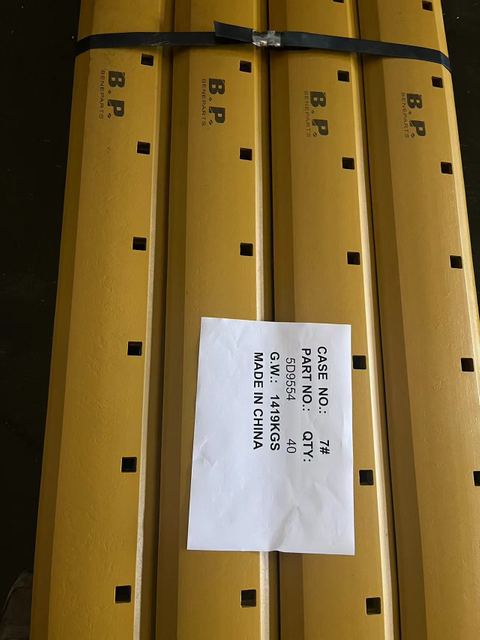 B.P.
BENEPARTS
B.P.
BENEPARTS
B.P.
BENEPARTS
B.P.
BENEPARTS
CASE NO.: 7#
PART NO.: QTY:
5D9554 40
G.W.: 1419KGS
MADE IN CHINA